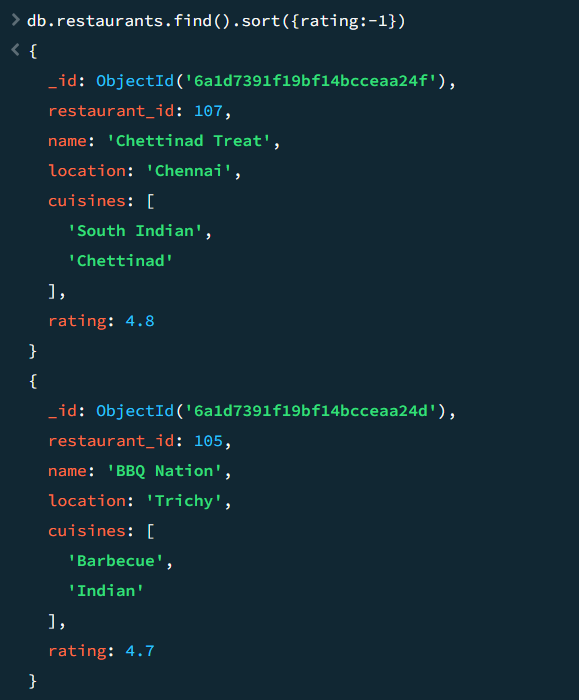 > db.restaurants.find().sort({rating:-1})
< {
_id: ObjectId('6a1d7391f19bf14bcceaa24f'),
restaurant_id: 107,
name: 'Chettinad Treat',
location: 'Chennai',
cuisines: [
'South Indian',
'Chettinad'
],
rating: 4.8
}
{
_id: ObjectId('6a1d7391f19bf14bcceaa24d'),
restaurant_id: 105,
name: 'BBQ Nation',
location: 'Trichy',
cuisines: [
'Barbecue',
'Indian'
],
rating: 4.7
}